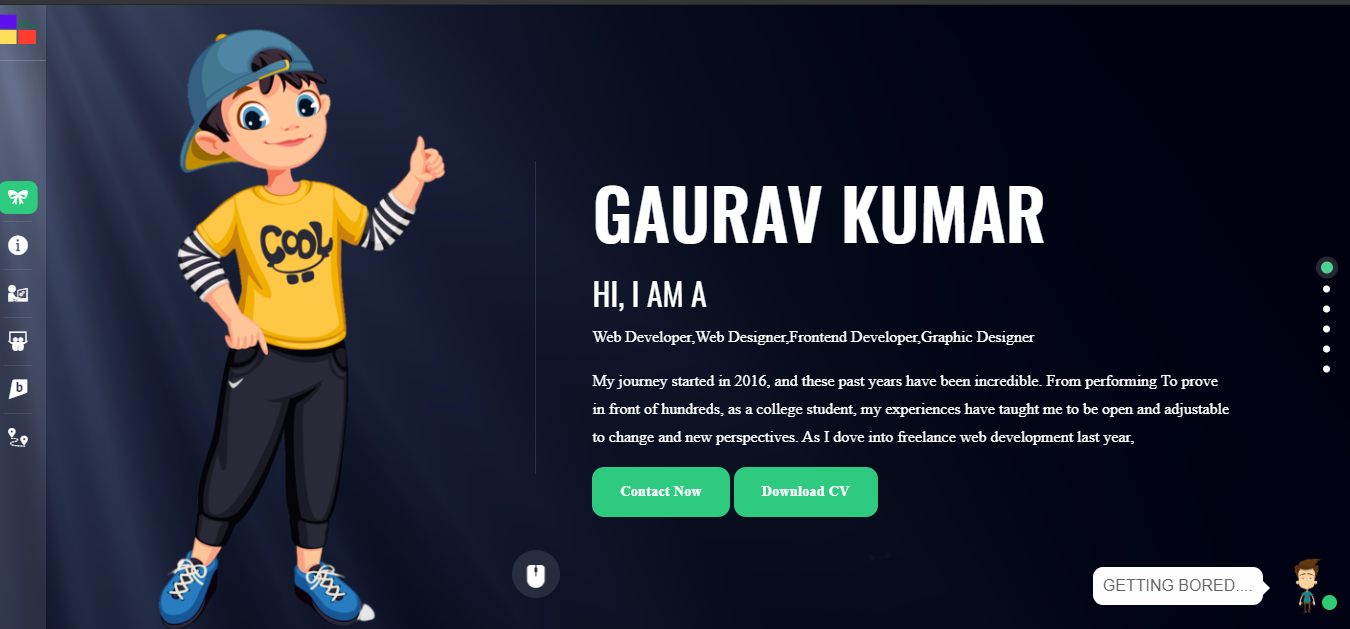 COOL
GAURAV KUMAR
HI, I AM A
Web Developer,Web Designer,Frontend Developer,Graphic Designer
My journey started in 2016, and these past years have been incredible. From performing To prove
in front of hundreds, as a college student, my experiences have taught me to be open and adjustable
to change and new perspectives. As I dove into freelance web development last year,
Contact Now
Download CV
GETTING BORED....